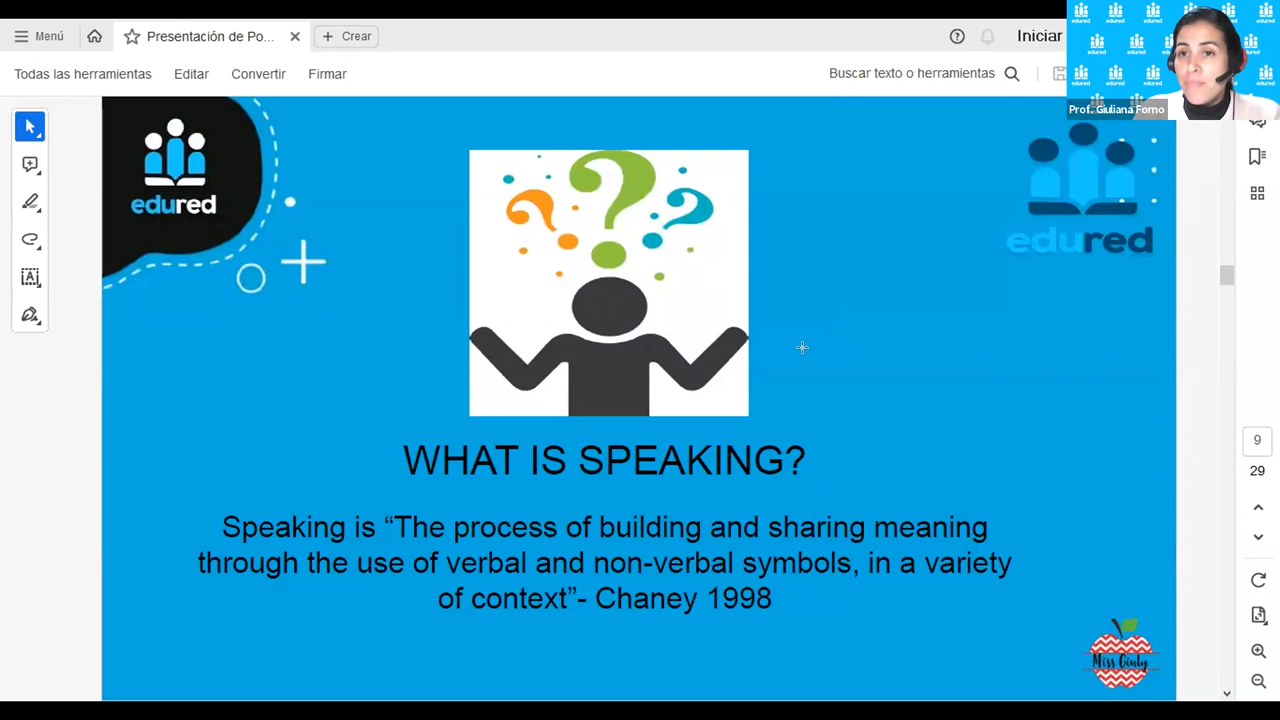 Menú
Presentación de Po...
Crear
Iniciar
Todas las herramientas
Editar
Convertir
Firmar
Buscar texto o herramientas
edured
Prof. Giuliana Forno
edured
WHAT IS SPEAKING?
Speaking is “The process of building and sharing meaning
through the use of verbal and non-verbal symbols, in a variety
of context”- Chaney 1998
Miss Giuly
9
29